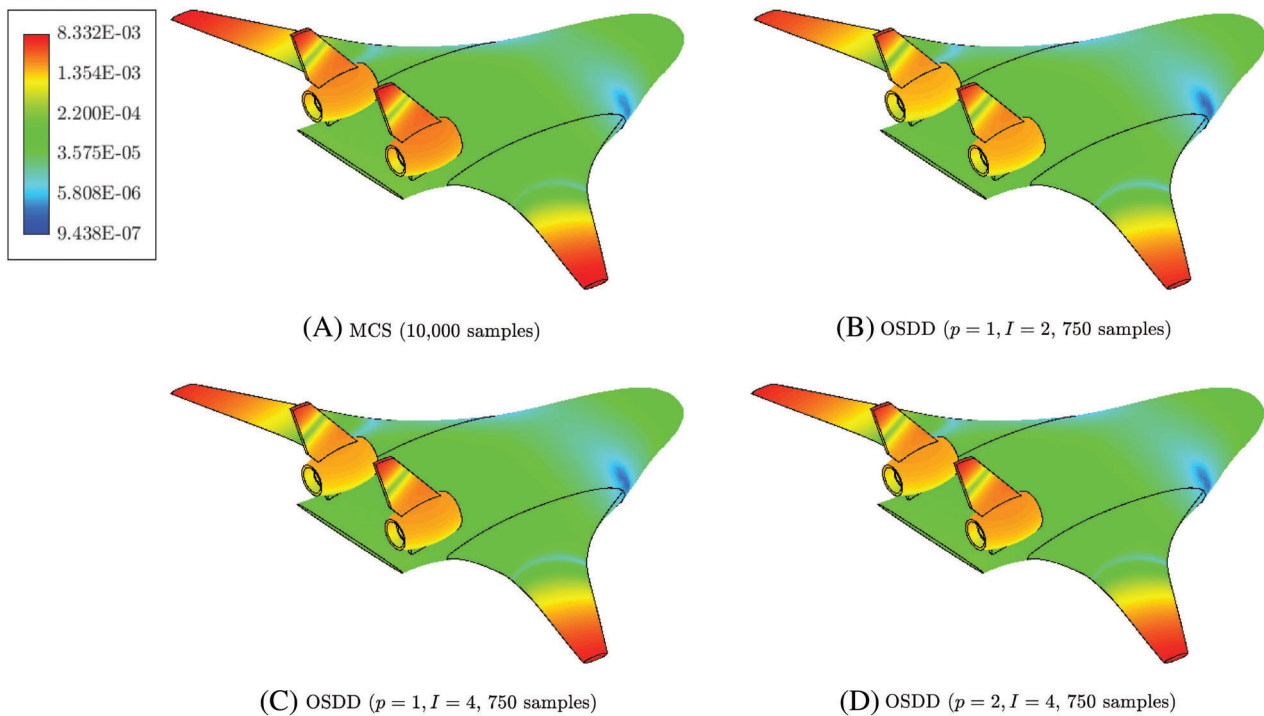 8.332E-03
1.354E-03
2.200E-04
3.575E-05
5.808E-06
9.438E-07
(A) MCS (10,000 samples)
(B) OSDD (p = 1, I = 2, 750 samples)
(C) OSDD (p = 1, I = 4, 750 samples)
(D) OSDD (p = 2, I = 4, 750 samples)